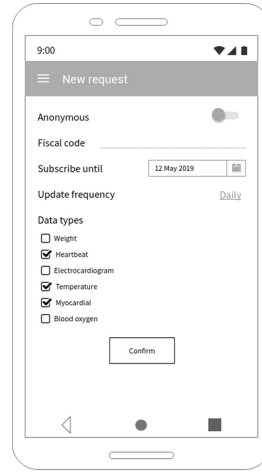 9:00
New request
Anonymous
Fiscal code
Subscribe until 12 May 2019
Update frequency Daily
Data types
Weight
Heartbeat
Electrocardiogram
Temperature
Myocardial
Blood oxygen
Confirm